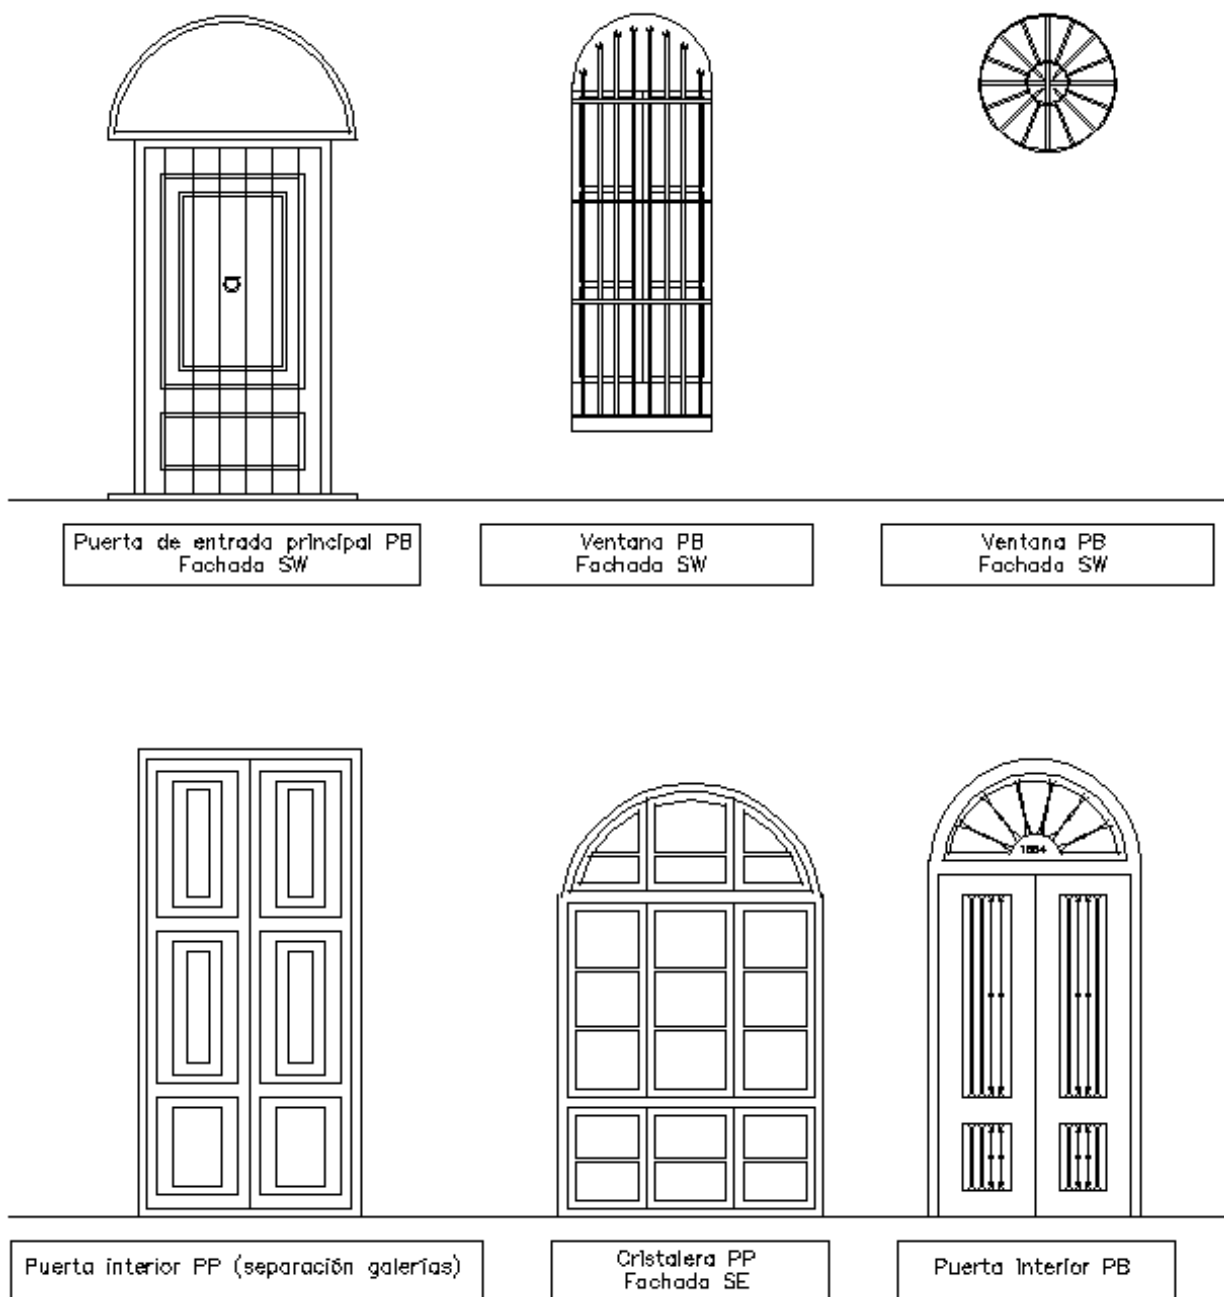 Puerta de entrada principal PB
Fachada SW
Ventana PB
Fachada SW
Ventana PB
Fachada SW
1884
Puerta interior PP (separación galerías)
Cristalera PP
Fachada SE
Puerta Interior PB